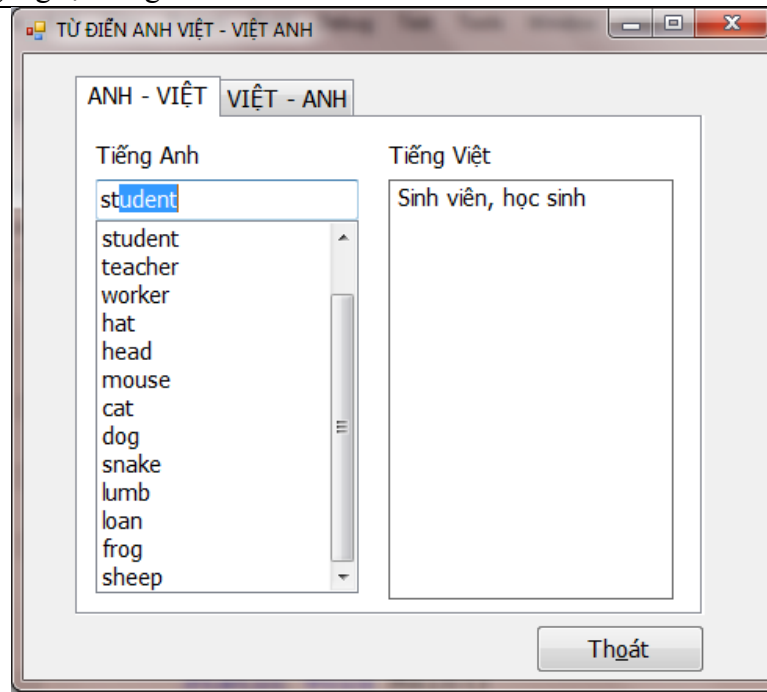 TỪ ĐIỂN ANH VIỆT - VIỆT ANH
ANH - VIỆT
VIỆT - ANH
Tiếng Anh
Tiếng Việt
student
Sinh viên, học sinh
student
teacher
worker
hat
head
mouse
cat
dog
snake
lumb
loan
frog
sheep
Thoát